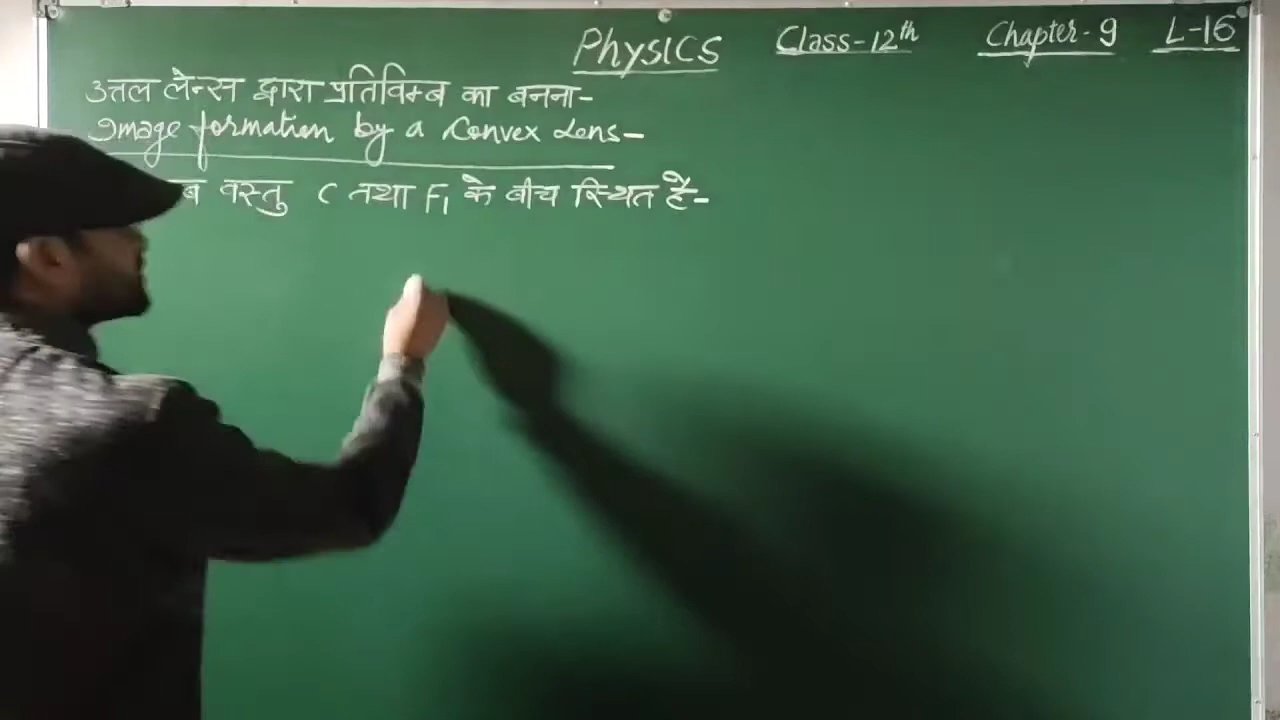 Physics Class-12th Chapter-9 L-16
उत्तल लेन्स द्वारा प्रतिविम्ब का बनना-
Image formation by a Convex Lens-
वस्तु C तथा F₁ के बीच स्थित है-